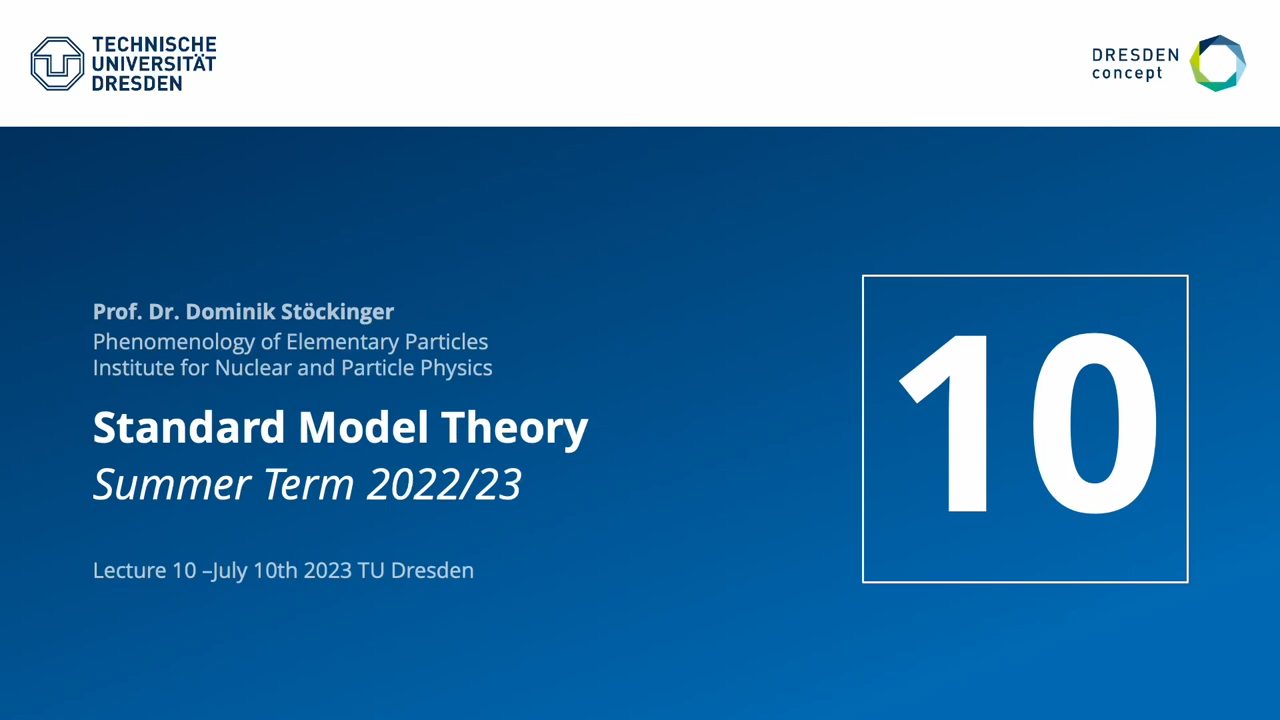 TECHNISCHE
UNIVERSITÄT
DRESDEN
DRESDEN
concept
Prof. Dr. Dominik Stöckinger
Phenomenology of Elementary Particles
Institute for Nuclear and Particle Physics
Standard Model Theory
Summer Term 2022/23
Lecture 10 –July 10th 2023 TU Dresden
10